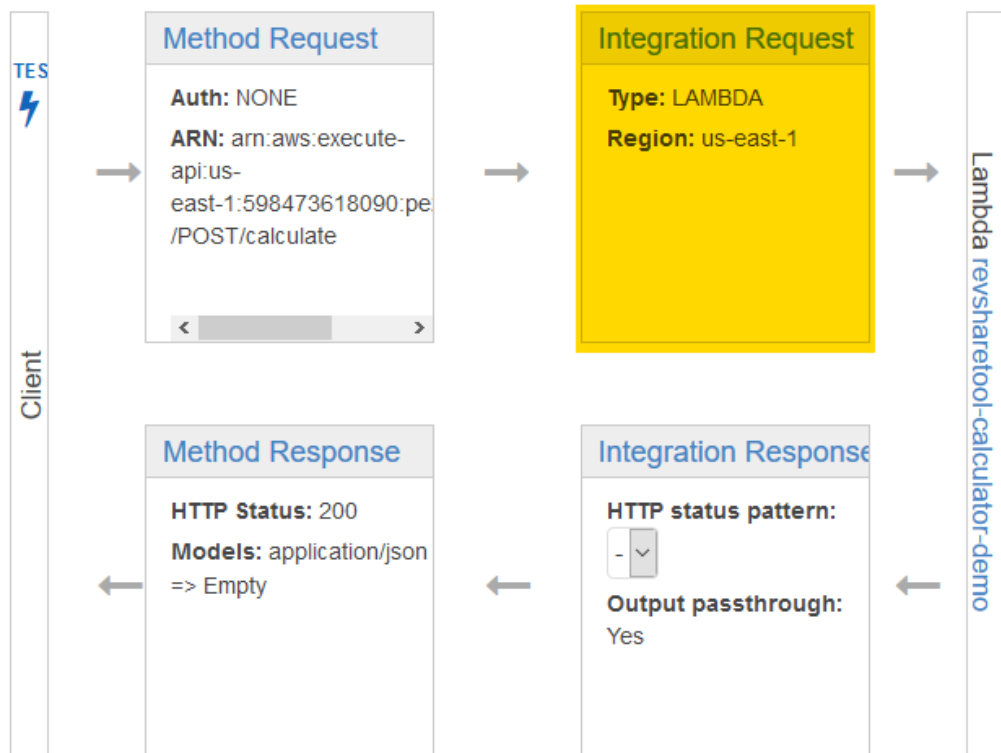 TES
Client
Method Request
Auth: NONE
ARN: arn:aws:execute-
api:us-
east-1:598473618090:pe
/POST/calculate
Integration Request
Type: LAMBDA
Region: us-east-1
Lambda revsharetool-calculator-demo
Method Response
HTTP Status: 200
Models: application/json
=> Empty
Integration Response
HTTP status pattern:
-
Output passthrough:
Yes